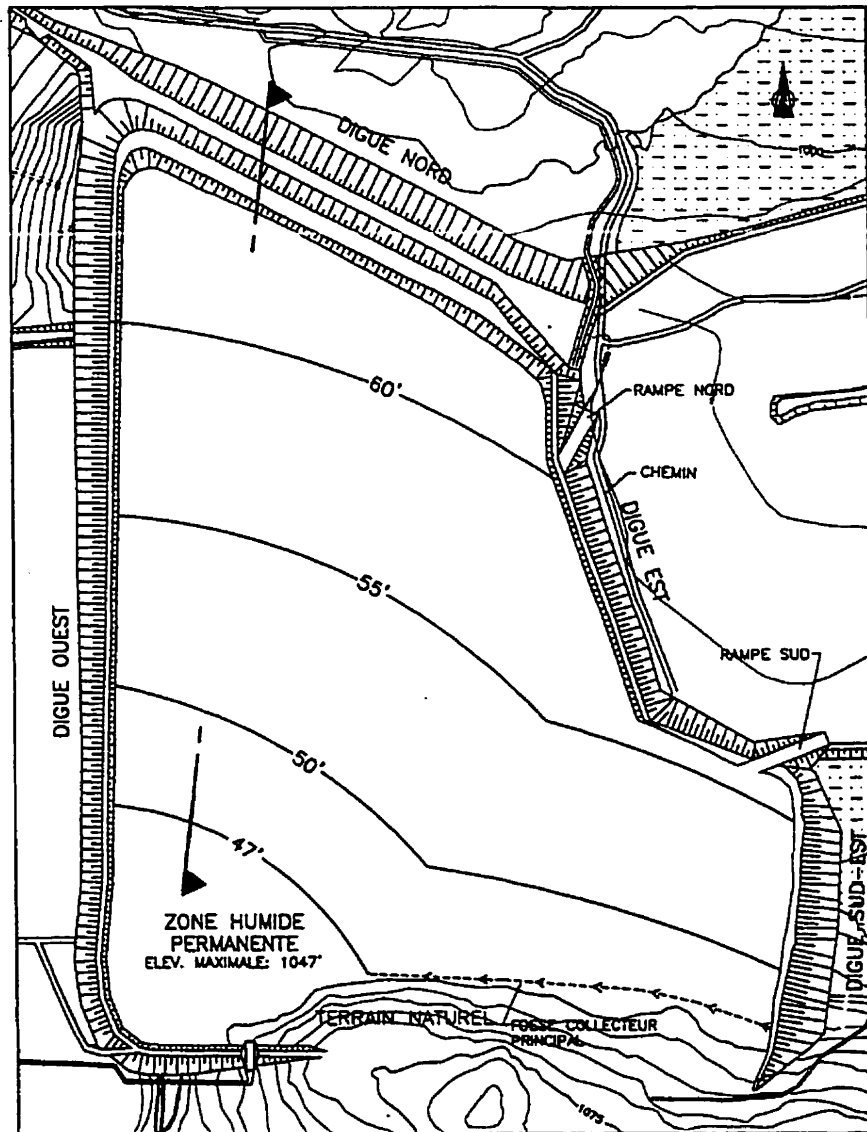 DIGUE NORD
60'
RAMPE NORD
CHEMIN
DIGUE EST
55'
RAMPE SUD
DIGUE OUEST
50'
47'
ZONE HUMIDE
PERMANENTE
ELEV. MAXIMALE: 1047'
DIGUE SUD-EST
TERRAIN NATUREL
FOSSE COLLECTEUR
PRINCIPAL
1075